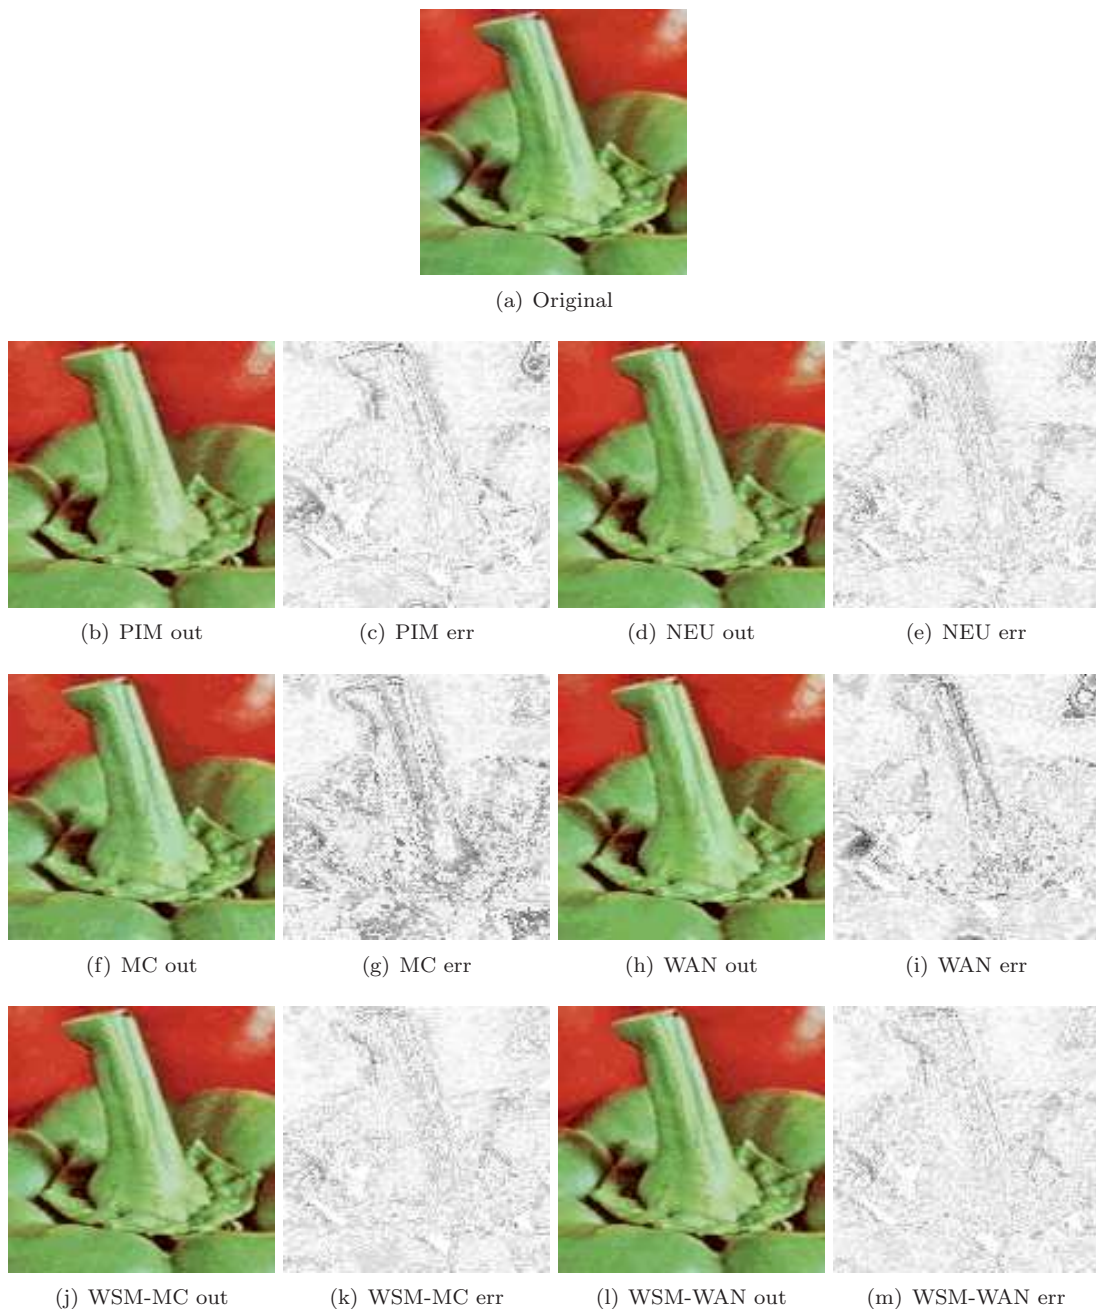 (a) Original
(b) PIM out
(c) PIM err
(d) NEU out
(e) NEU err
(f) MC out
(g) MC err
(h) WAN out
(i) WAN err
(j) WSM-MC out
(k) WSM-MC err
(l) WSM-WAN out
(m) WSM-WAN err